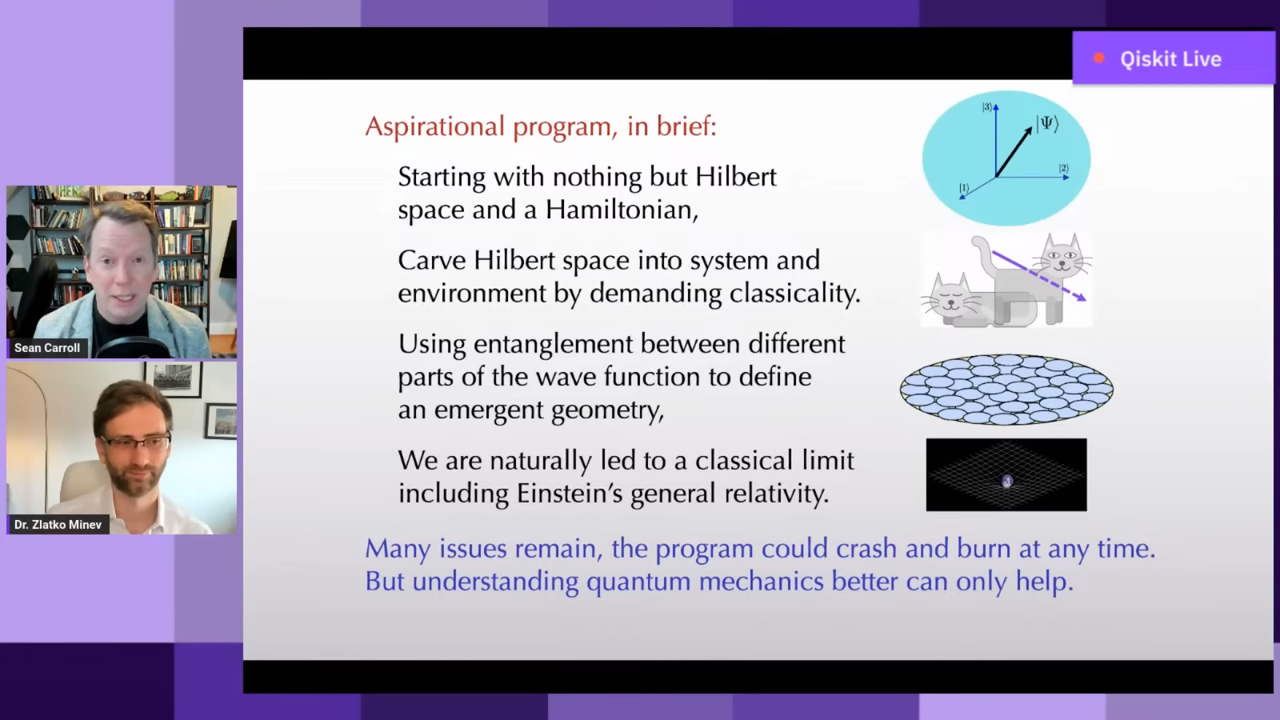 Qiskit Live
Aspirational program, in brief:
Starting with nothing but Hilbert
space and a Hamiltonian,
Carve Hilbert space into system and
environment by demanding classicality.
Using entanglement between different
parts of the wave function to define
an emergent geometry,
We are naturally led to a classical limit
including Einstein's general relativity.
Many issues remain, the program could crash and burn at any time.
But understanding quantum mechanics better can only help.
|3⟩
|Ψ⟩
|2⟩
|1⟩
Sean Carroll
Dr. Zlatko Minev